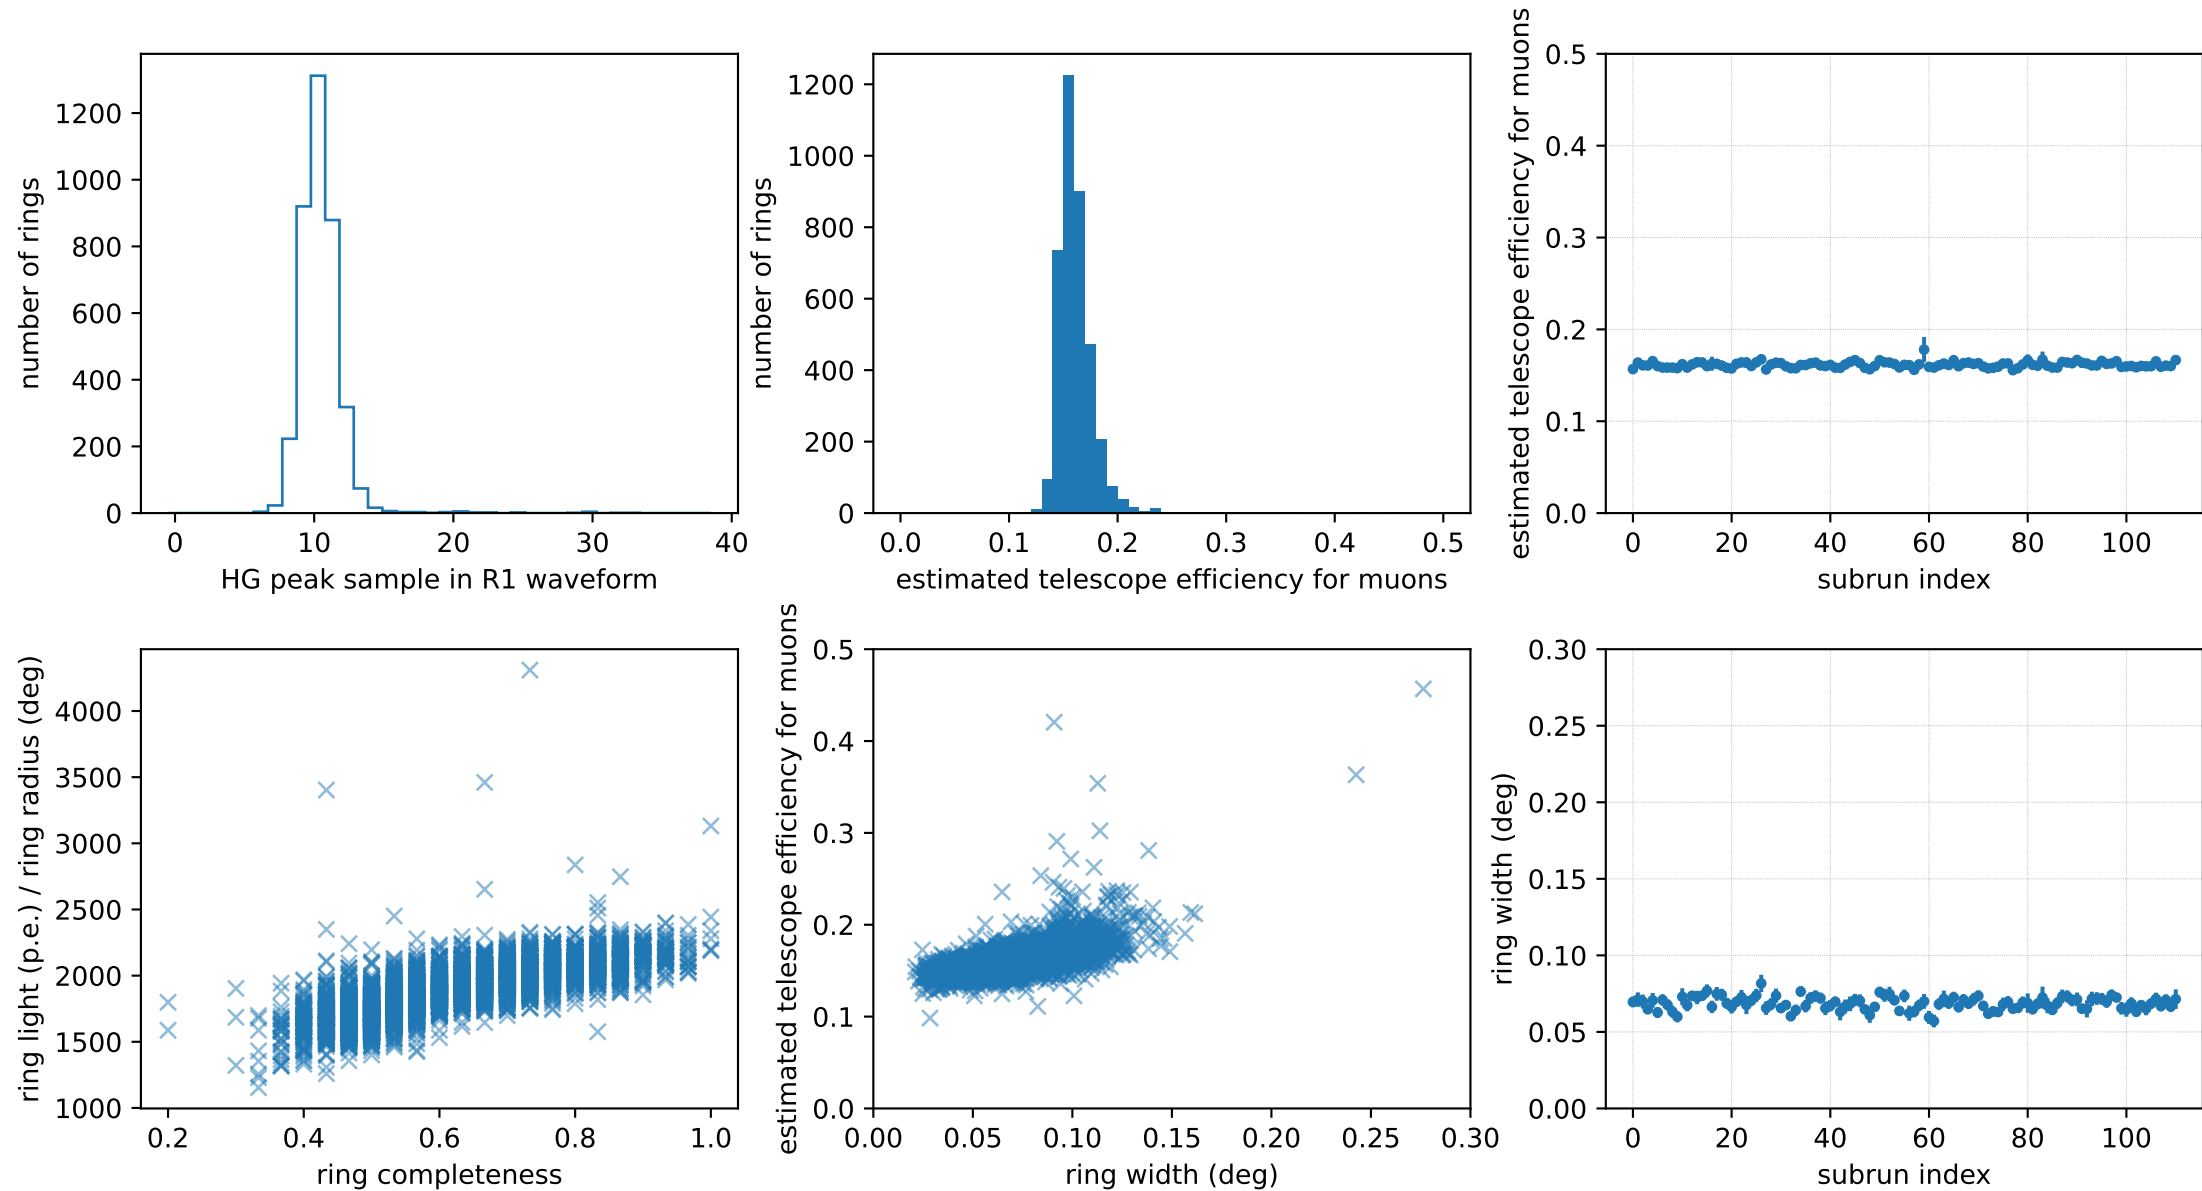 number of rings
0
200
400
600
800
1000
1200
0 10 20 30 40
HG peak sample in R1 waveform
number of rings
0
200
400
600
800
1000
1200
0.0 0.1 0.2 0.3 0.4 0.5
estimated telescope efficiency for muons
estimated telescope efficiency for muons
0.5
0.4
0.3
0.2
0.1
0.0
0 20 40 60 80 100
subrun index
ring light (p.e.) / ring radius (deg)
4000
3500
3000
2500
2000
1500
1000
0.2 0.4 0.6 0.8 1.0
ring completeness
estimated telescope efficiency for muons
0.5
0.4
0.3
0.2
0.1
0.0
0.00 0.05 0.10 0.15 0.20 0.25 0.30
ring width (deg)
ring width (deg)
0.30
0.25
0.20
0.15
0.10
0.05
0.00
0 20 40 60 80 100
subrun index